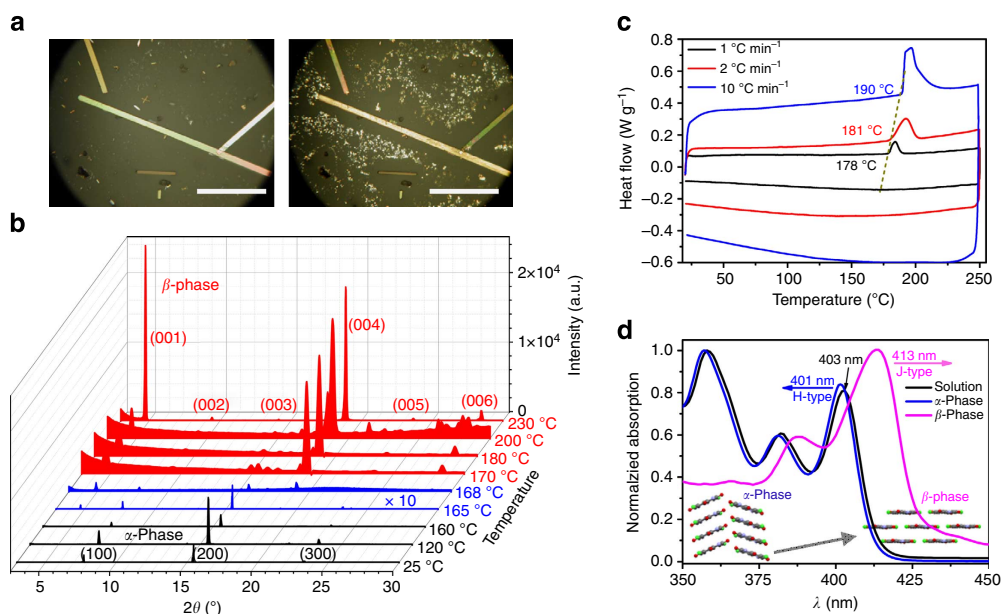 a
b
β-phase
(001)
(002)
(003)
(004)
(005)
(006)
2×10⁴
1×10⁴
0
Intensity (a.u.)
230 °C
200 °C
180 °C
170 °C
168 °C
× 10
165 °C
160 °C
120 °C
25 °C
Temperature
α-Phase
(100)
(200)
(300)
5 10 15 20 25 30
2θ (°)
c
1 °C min⁻¹
2 °C min⁻¹
10 °C min⁻¹
190 °C
181 °C
178 °C
0.8
0.6
0.4
0.2
0.0
−0.2
−0.4
−0.6
Heat flow (W g⁻¹)
50 100 150 200 250
Temperature (°C)
d
403 nm
413 nm
J-type
401 nm
H-type
Solution
α-Phase
β-Phase
α-Phase
β-phase
1.0
0.8
0.6
0.4
0.2
0.0
Normalized absorption
350 375 400 425 450
λ (nm)